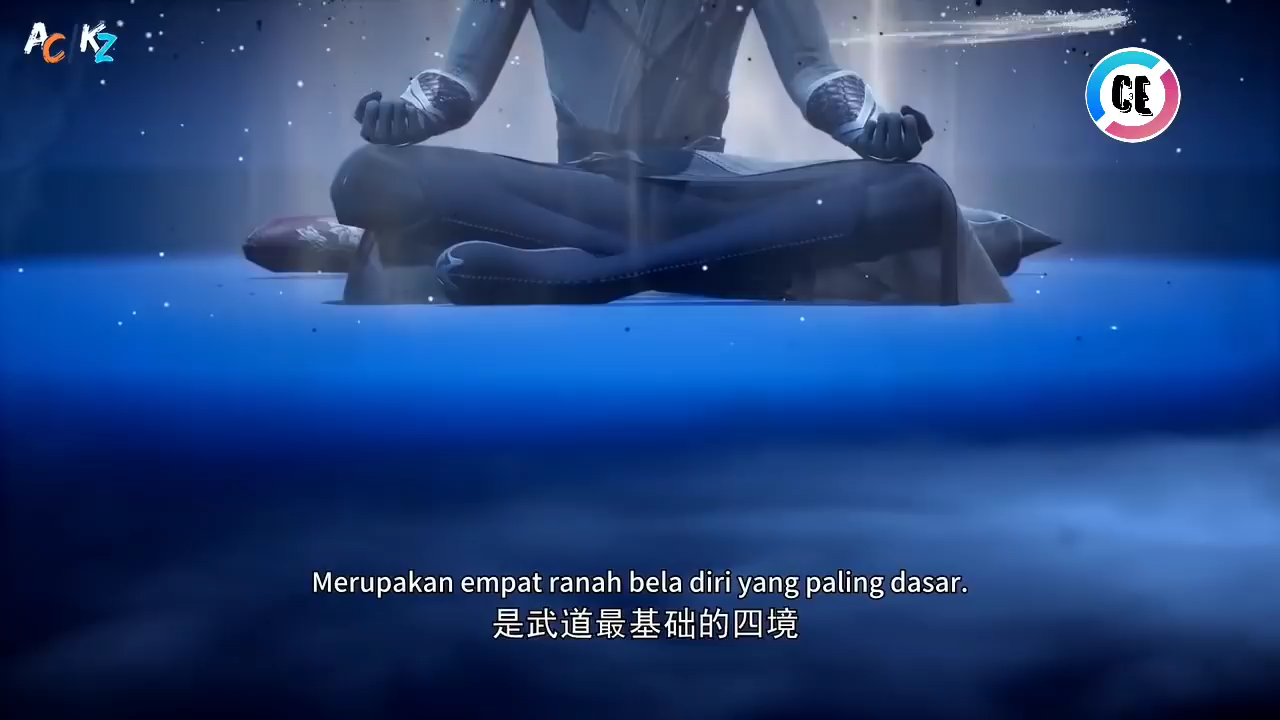 AC KZ
CE
Merupakan empat ranah bela diri yang paling dasar.
是武道最基础的四境